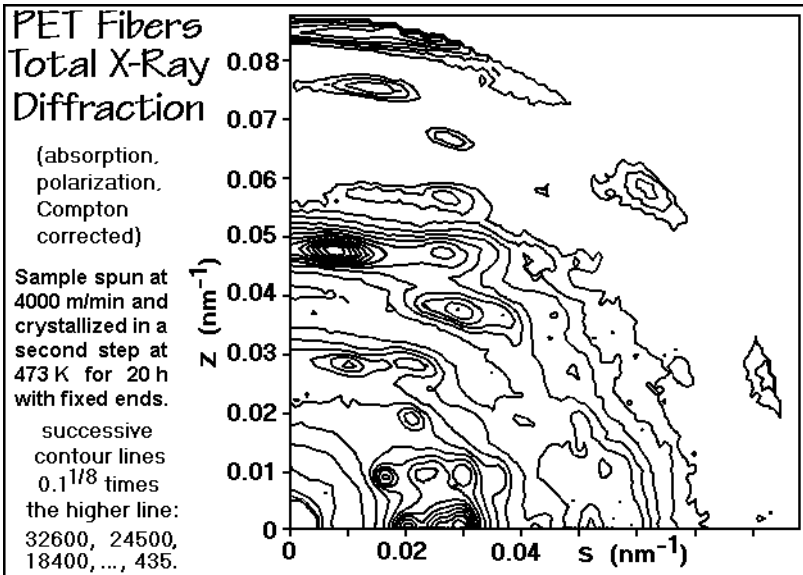 PET Fibers
Total X-Ray
Diffraction
(absorption,
polarization,
Compton
corrected)
Sample spun at
4000 m/min and
crystallized in a
second step at
473 K for 20 h
with fixed ends.
successive
contour lines
0.1^1/8 times
the higher line:
32600, 24500,
18400, ..., 435.
z (nm⁻¹)
0.08
0.07
0.06
0.05
0.04
0.03
0.02
0.01
0
0 0.02 0.04 s (nm⁻¹)